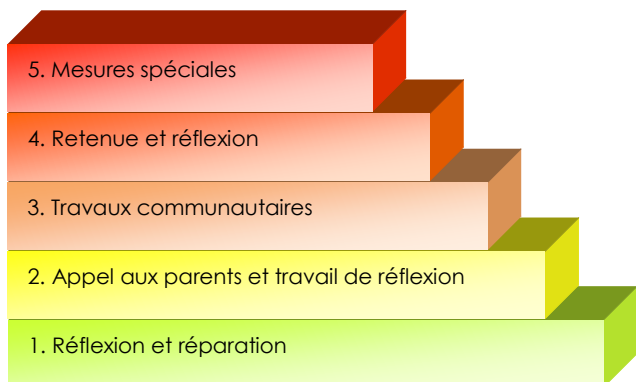 5. Mesures spéciales
4. Retenue et réflexion
3. Travaux communautaires
2. Appel aux parents et travail de réflexion
1. Réflexion et réparation